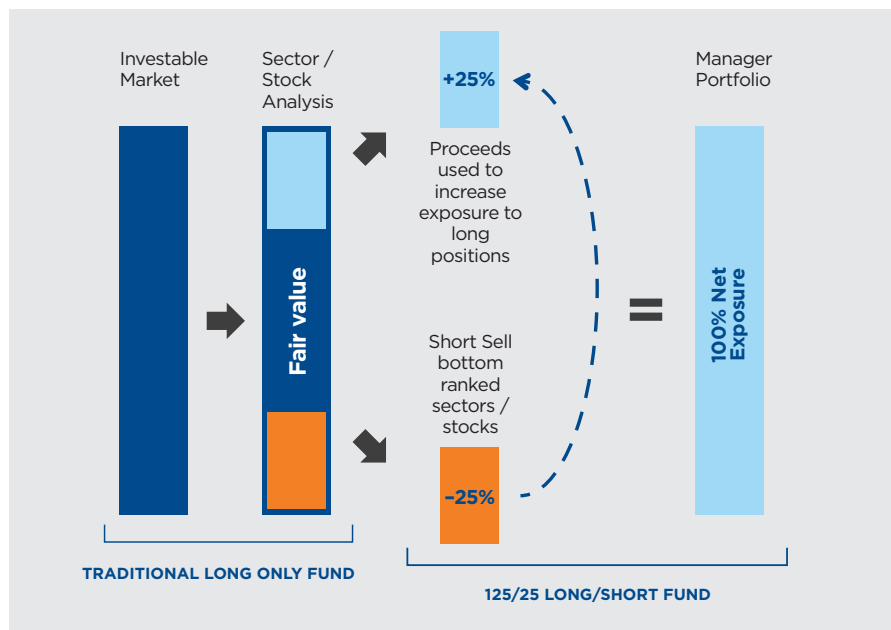 Investable
Market
Sector /
Stock
Analysis
Fair value
+25%
Proceeds
used to
increase
exposure to
long
positions
Short Sell
bottom
ranked
sectors /
stocks
–25%
=
Manager
Portfolio
100% Net
Exposure
TRADITIONAL LONG ONLY FUND
125/25 LONG/SHORT FUND